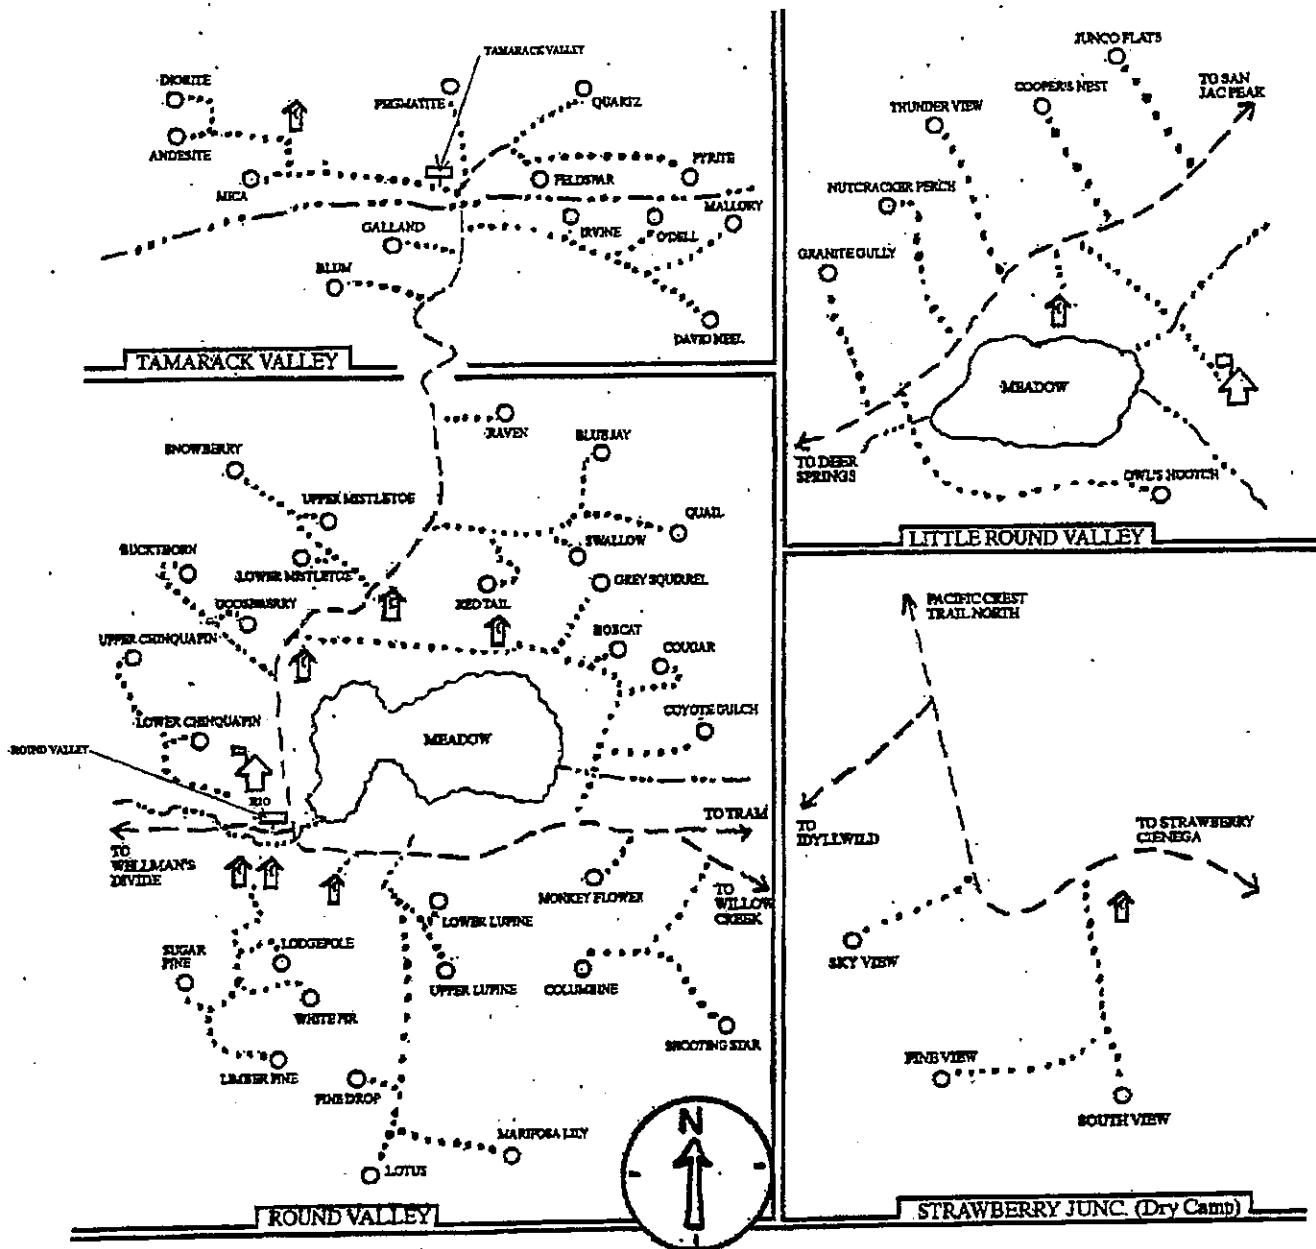 TAMARACK VALLEY
DIORITE
PEGMATITE
QUARTZ
ANDESITE
MICA
FELDSPAR
PYRITE
MALLORY
GALLAND
IRVINE
O'DELL
BLUM
DAVID NEEL
TAMARACK VALLEY
JUNCO FLATS
COOPER'S NEST
TO SAN
JAC PEAK
THUNDER VIEW
NUTCRACKER PERCH
GRANITE GULLY
MEADOW
TO DEER
SPRINGS
OWL'S HOOTCH
LITTLE ROUND VALLEY
RAVEN
BLUE JAY
SNOWBERRY
UPPER MISTLETOE
QUAIL
SWALLOW
BUCKTHORN
LOWER MISTLETOE
RED TAIL
GREY SQUIRREL
GOOSEBERRY
UPPER CHINQUAPIN
BOBCAT
COUGAR
LOWER CHINQUAPIN
COYOTE GULCH
MEADOW
ROUND VALLEY
TO TRAM
TO
WELLMAN'S
DIVIDE
MONKEY FLOWER
TO
WILLOW
CREEK
LOWER LUPINE
SUGAR
PINE
LODGEPOLE
UPPER LUPINE
COLUMBINE
WHITE FIR
SHOOTING STAR
LIMBER PINE
PINE DROP
MARIPOSA LILY
LOTUS
N
ROUND VALLEY
PACIFIC CREST
TRAIL NORTH
TO
IDYLLWILD
TO STRAWBERRY
CIENEGA
SKY VIEW
PINE VIEW
SOUTH VIEW
STRAWBERRY JUNC. (Dry Camp)